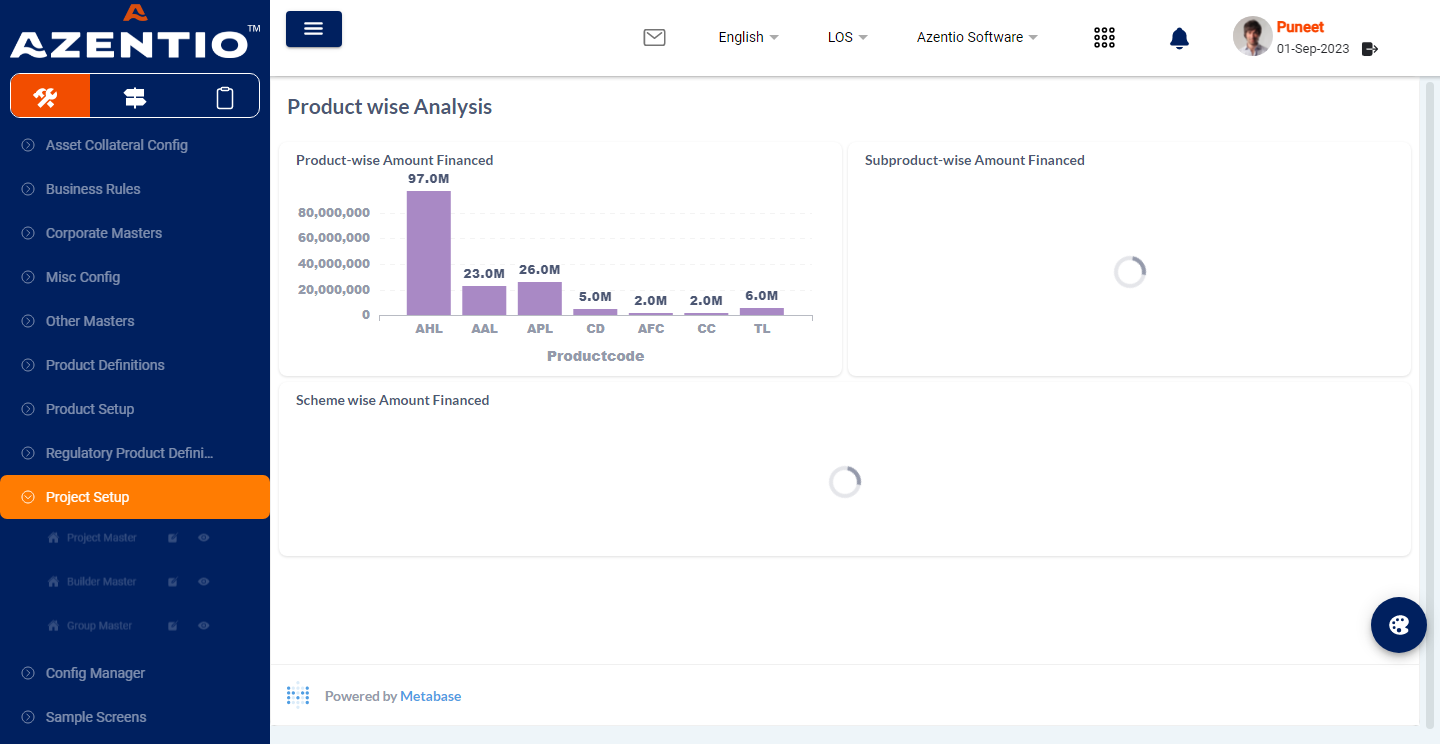 AZENTIO™
English
LOS
Azentio Software
Puneet
01-Sep-2023
Asset Collateral Config
Business Rules
Corporate Masters
Misc Config
Other Masters
Product Definitions
Product Setup
Regulatory Product Defini...
Project Setup
Project Master
Builder Master
Group Master
Config Manager
Sample Screens
Product wise Analysis
Product-wise Amount Financed
97.0M
80,000,000
60,000,000
40,000,000
20,000,000
0
23.0M
26.0M
5.0M
2.0M
2.0M
6.0M
AHL
AAL
APL
CD
AFC
CC
TL
Productcode
Subproduct-wise Amount Financed
Scheme wise Amount Financed
Powered by Metabase